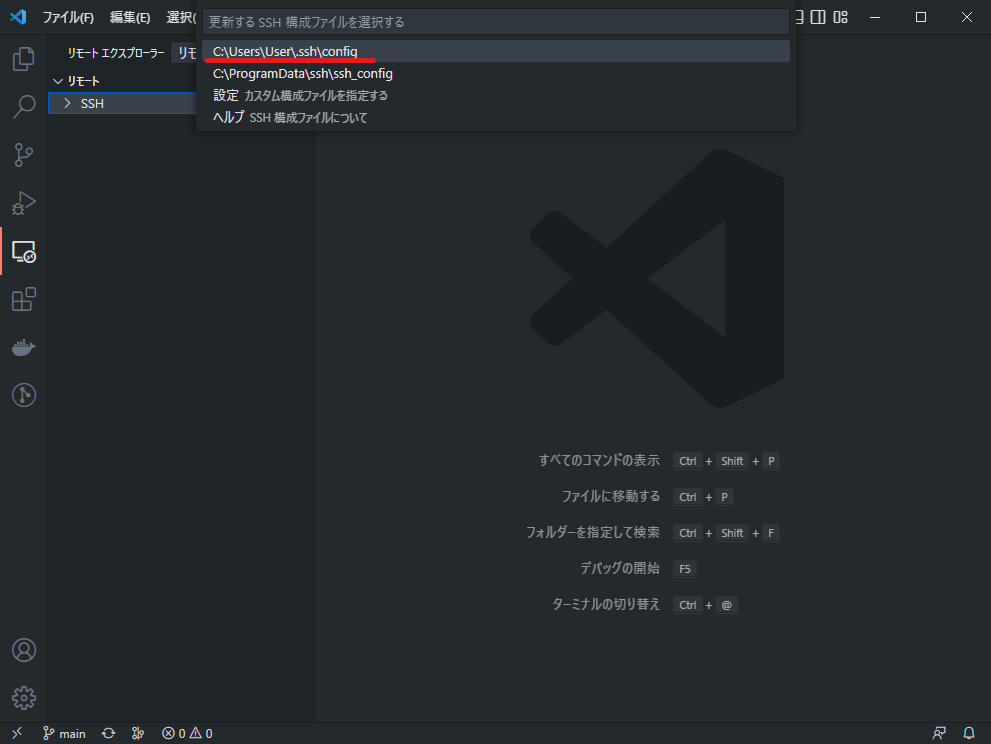 ファイル(F) 編集(E) 選択(
更新する SSH 構成ファイルを選択する
リモート エクスプローラー リモ
C:\Users\User\.ssh\config
リモート
C:\ProgramData\ssh\ssh_config
SSH
設定 カスタム構成ファイルを指定する
ヘルプ SSH 構成ファイルについて
すべてのコマンドの表示 Ctrl + Shift + P
ファイルに移動する Ctrl + P
フォルダーを指定して検索 Ctrl + Shift + F
デバッグの開始 F5
ターミナルの切り替え Ctrl + @
main 0 0